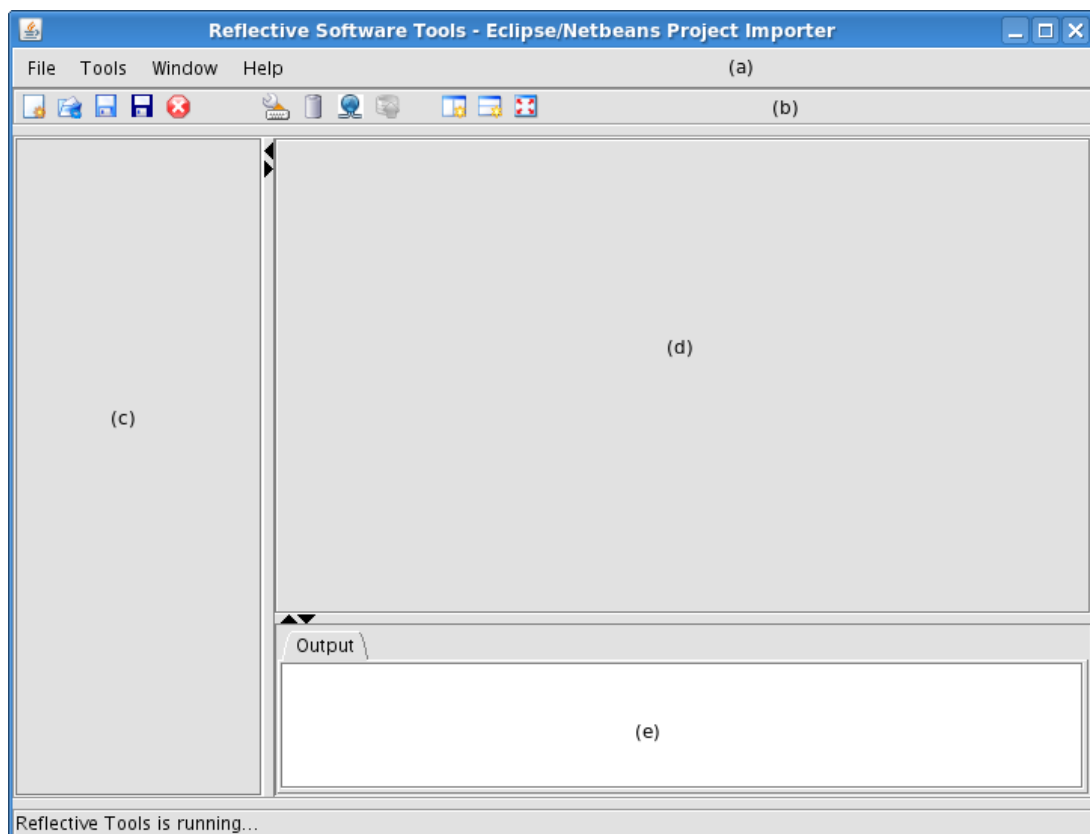 Reflective Software Tools - Eclipse/Netbeans Project Importer
File Tools Window Help (a)
(b)
(c)
(d)
Output
(e)
Reflective Tools is running...